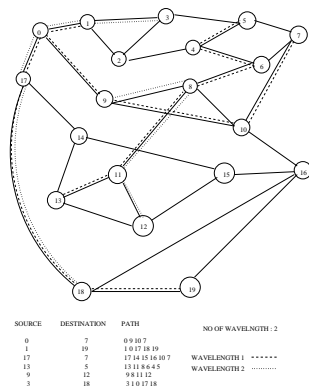 0
1
2
3
4
5
6
7
8
9
10
11
12
13
14
15
16
17
18
19
SOURCE DESTINATION PATH NO OF WAVELNGTH : 2
0 7 0 9 10 7
1 19 1 0 17 18 19
17 7 17 14 15 16 10 7 WAVELENGTH 1
13 5 13 11 8 6 4 5 WAVELENGTH 2
9 12 9 8 11 12
3 18 3 1 0 17 18